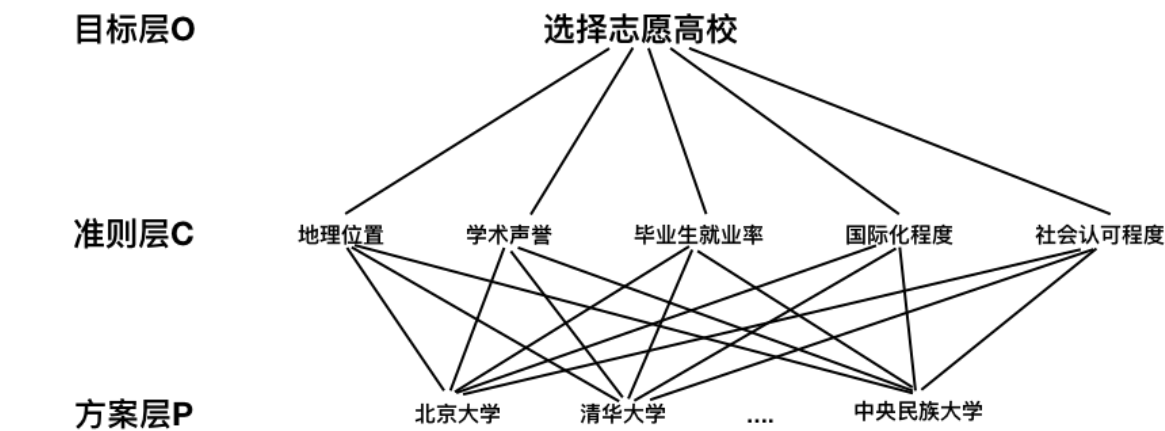 目标层O 选择志愿高校
准则层C 地理位置 学术声誉 毕业生就业率 国际化程度 社会认可程度
方案层P 北京大学 清华大学 .... 中央民族大学